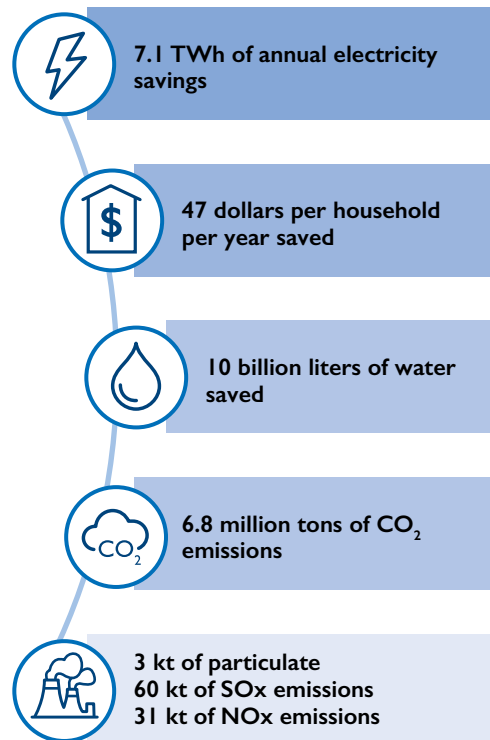 7.1 TWh of annual electricity
savings
$
47 dollars per household
per year saved
10 billion liters of water
saved
CO₂
6.8 million tons of CO₂
emissions
3 kt of particulate
60 kt of SOx emissions
31 kt of NOx emissions